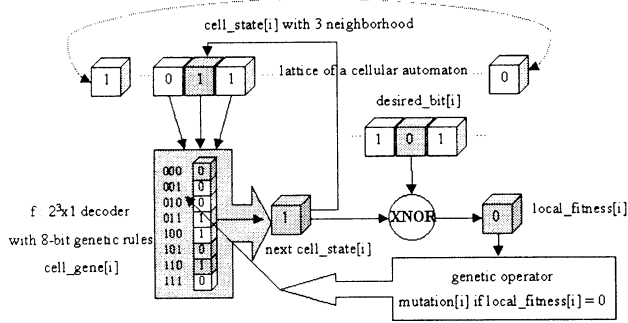 cell_state[i] with 3 neighborhood
1 0 1 1 lattice of a cellular automaton 0
desired_bit[i]
1 0 1
000 0
001 0
010 0
011 1
100 1
101 0
110 1
111 0
f : 2³x1 decoder
with 8-bit genetic rules
cell_gene[i]
1
next cell_state[i]
XNOR
0
local_fitness[i]
genetic operator
mutation[i] if local_fitness[i] = 0